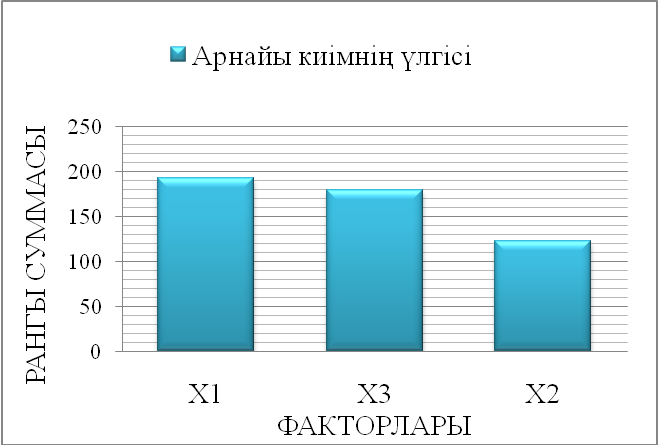 Арнайы киімнің үлгісі
РАНГЫ СУММАСЫ
250
200
150
100
50
0
X1
X3
X2
ФАКТОРЛАРЫ